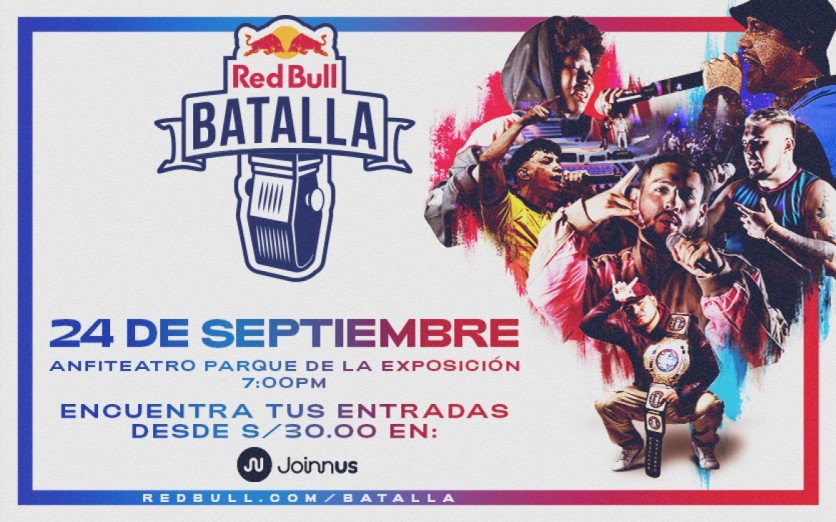 Red Bull
BATALLA
24 DE SEPTIEMBRE
ANFITEATRO PARQUE DE LA EXPOSICIÓN
7:00PM
ENCUENTRA TUS ENTRADAS
DESDE S/30.00 EN:
Joinnus
REDBULL.COM/BATALLA